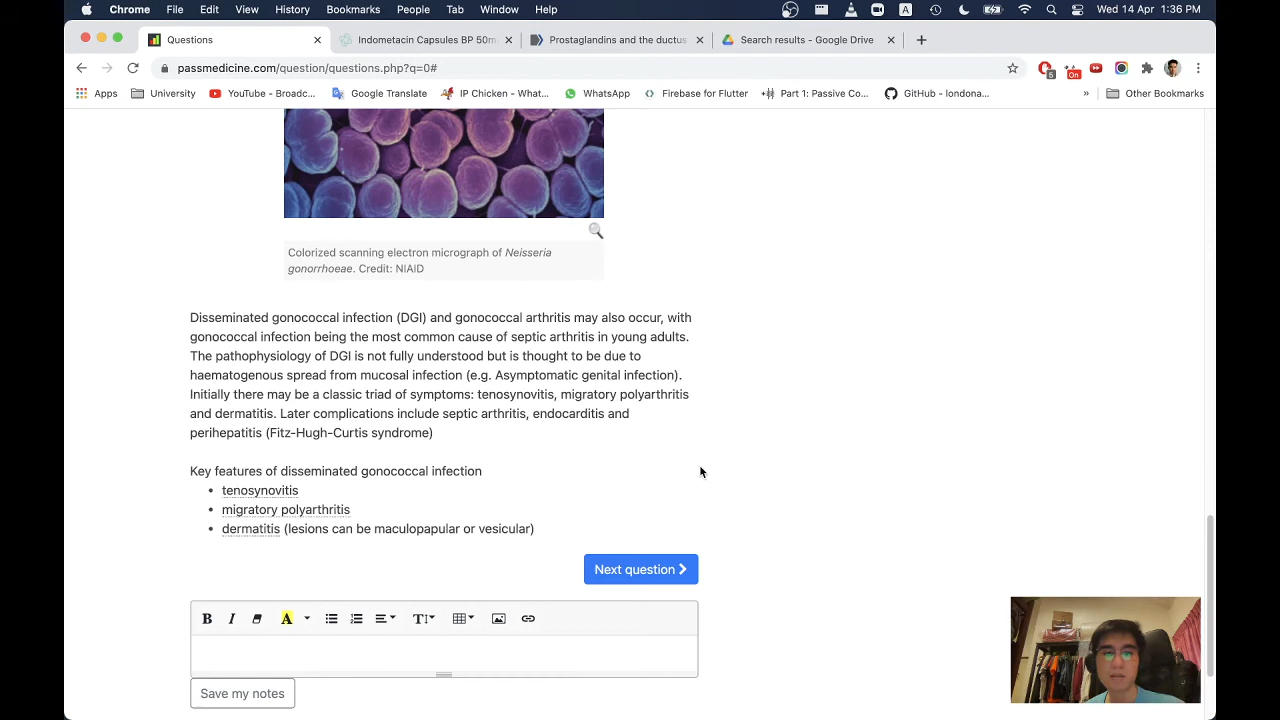 Chrome File Edit View History Bookmarks People Tab Window Help
A
Wed 14 Apr 1:36 PM
Questions
Indometacin Capsules BP 50m
Prostaglandins and the ductus
Search results - Google Drive
passmedicine.com/question/questions.php?q=0#
5
On
Apps
University
YouTube - Broadc...
Google Translate
IP Chicken - What...
WhatsApp
Firebase for Flutter
Part 1: Passive Co...
GitHub - londona...
»
Other Bookmarks
Colorized scanning electron micrograph of Neisseria
gonorrhoeae. Credit: NIAID
Disseminated gonococcal infection (DGI) and gonococcal arthritis may also occur, with
gonococcal infection being the most common cause of septic arthritis in young adults.
The pathophysiology of DGI is not fully understood but is thought to be due to
haematogenous spread from mucosal infection (e.g. Asymptomatic genital infection).
Initially there may be a classic triad of symptoms: tenosynovitis, migratory polyarthritis
and dermatitis. Later complications include septic arthritis, endocarditis and
perihepatitis (Fitz-Hugh-Curtis syndrome)
Key features of disseminated gonococcal infection
• tenosynovitis
• migratory polyarthritis
• dermatitis (lesions can be maculopapular or vesicular)
Next question
B I A T
Save my notes